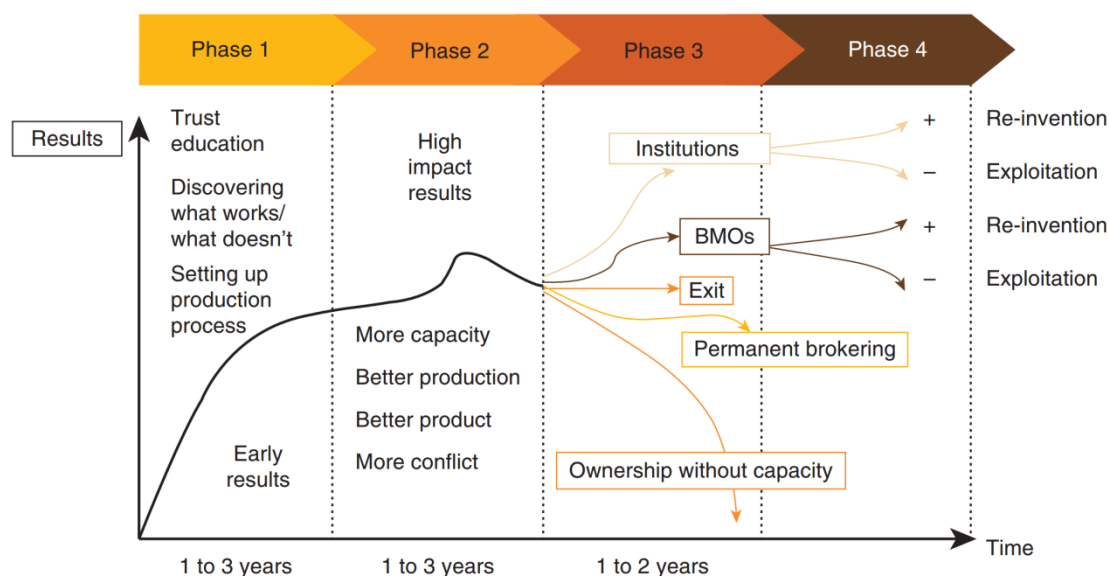 Phase 1
Phase 2
Phase 3
Phase 4
Results
Trust
education
Discovering
what works/
what doesn’t
Setting up
production
process
Early
results
High
impact
results
More capacity
Better production
Better product
More conflict
Institutions
BMOs
Exit
Permanent brokering
Ownership without capacity
+
Re-invention
–
Exploitation
+
Re-invention
–
Exploitation
Time
1 to 3 years
1 to 3 years
1 to 2 years